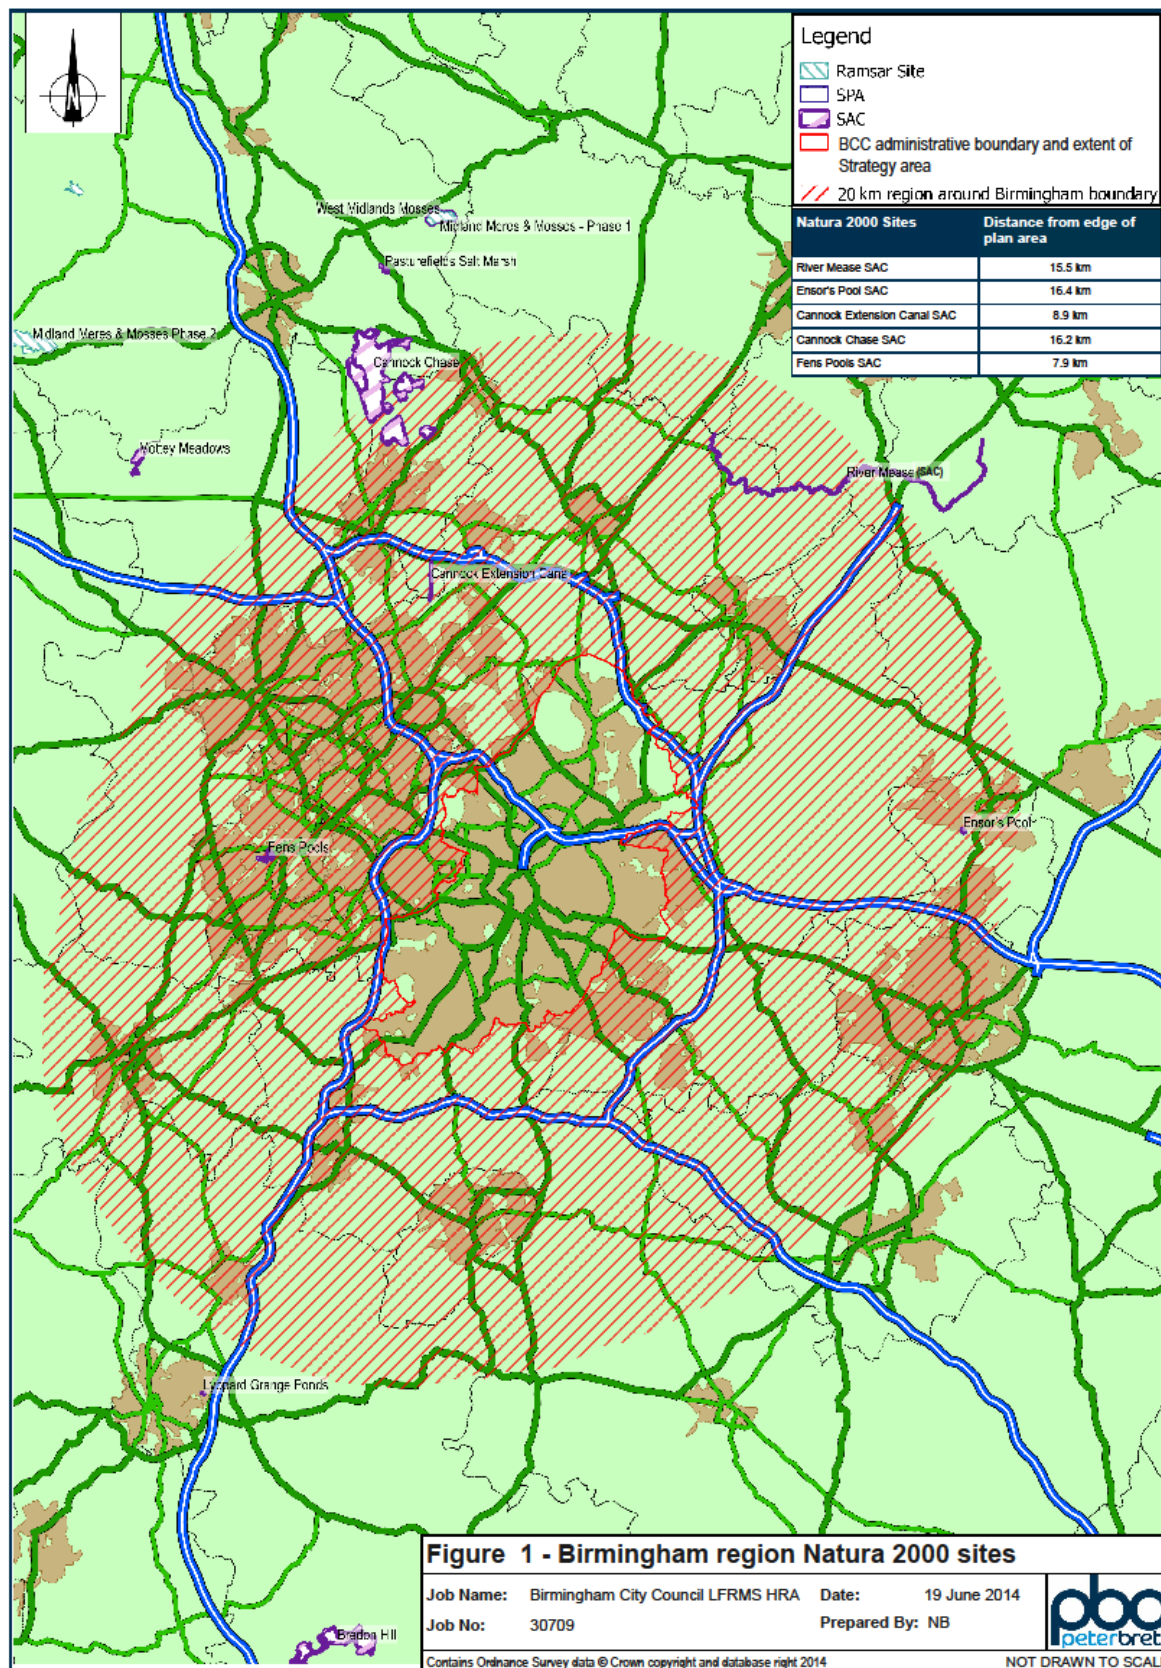 N
Legend
Ramsar Site
SPA
SAC
BCC administrative boundary and extent of
Strategy area
20 km region around Birmingham boundary
Natura 2000 Sites Distance from edge of
plan area
River Mease SAC 15.5 km
Ensor's Pool SAC 16.4 km
Cannock Extension Canal SAC 8.9 km
Cannock Chase SAC 16.2 km
Fens Pools SAC 7.9 km
West Midlands Mosses
Midland Meres & Mosses - Phase 1
Pasturefields Salt Marsh
Midland Meres & Mosses Phase 2
Cannock Chase
Mottey Meadows
River Mease (SAC)
Cannock Extension Canal
Ensor's Pool
Fens Pools
Lyppard Grange Ponds
Bredon Hill
Figure 1 - Birmingham region Natura 2000 sites
Job Name: Birmingham City Council LFRMS HRA Date: 19 June 2014
Job No: 30709 Prepared By: NB
pba
peterbret
Contains Ordnance Survey data © Crown copyright and database right 2014
NOT DRAWN TO SCAL